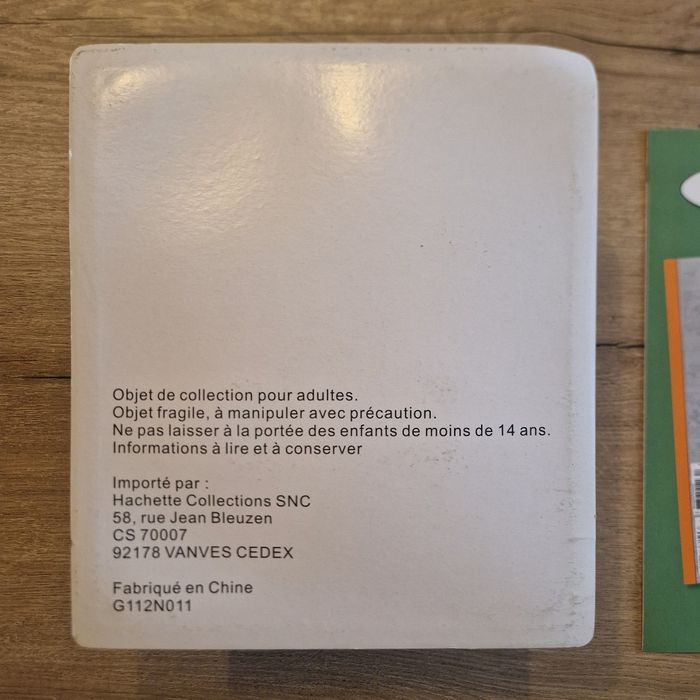 Objet de collection pour adultes.
Objet fragile, à manipuler avec précaution.
Ne pas laisser à la portée des enfants de moins de 14 ans.
Informations à lire et à conserver
Importé par :
Hachette Collections SNC
58, rue Jean Bleuzen
CS 70007
92178 VANVES CEDEX
Fabriqué en Chine
G112N011